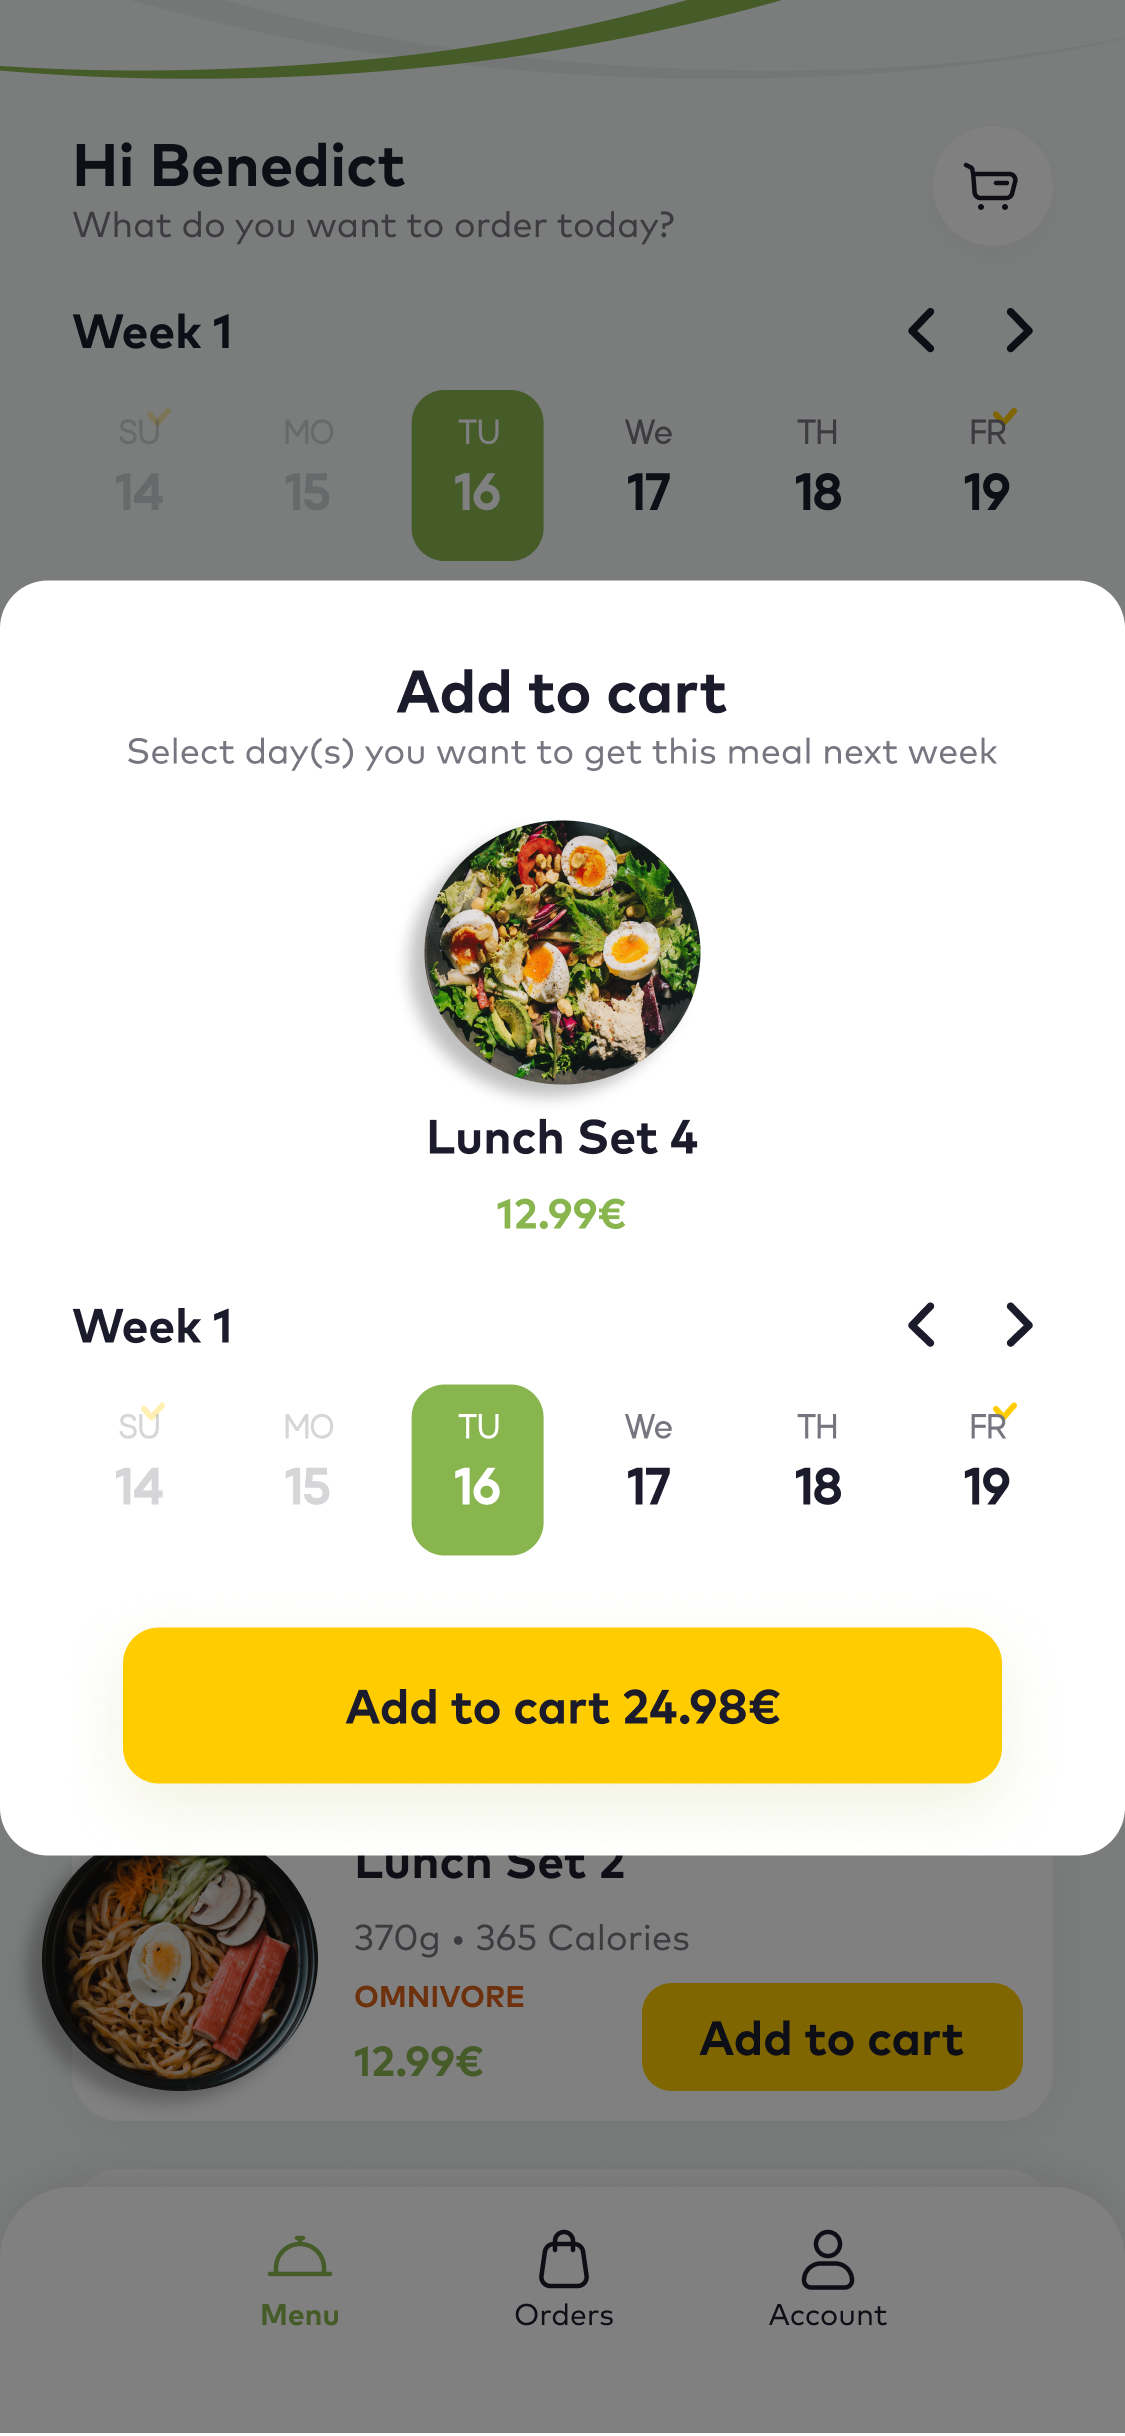 Hi Benedict
What do you want to order today?
Week 1
SU MO TU We TH FR
14 15 16 17 18 19
Add to cart
Select day(s) you want to get this meal next week
Lunch Set 4
12.99€
Week 1
SU MO TU We TH FR
14 15 16 17 18 19
Add to cart 24.98€
Lunch Set 2
370g • 365 Calories
OMNIVORE
12.99€
Add to cart
Menu Orders Account